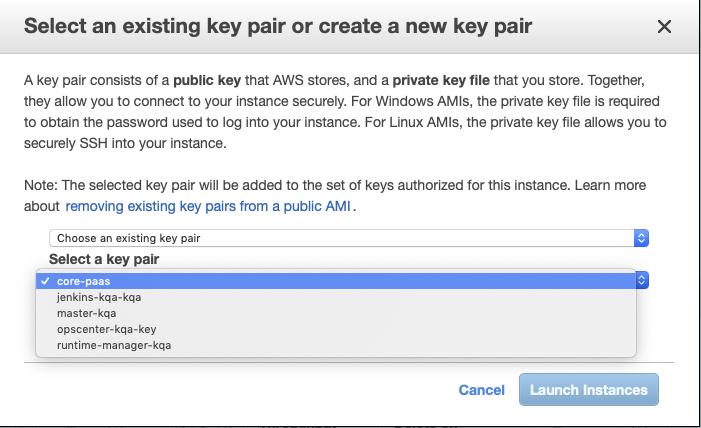 Select an existing key pair or create a new key pair
A key pair consists of a public key that AWS stores, and a private key file that you store. Together,
they allow you to connect to your instance securely. For Windows AMIs, the private key file is required
to obtain the password used to log into your instance. For Linux AMIs, the private key file allows you to
securely SSH into your instance.
Note: The selected key pair will be added to the set of keys authorized for this instance. Learn more
about removing existing key pairs from a public AMI.
Choose an existing key pair
Select a key pair
core-paas
jenkins-kqa-kqa
master-kqa
opscenter-kqa-key
runtime-manager-kqa
Cancel Launch Instances